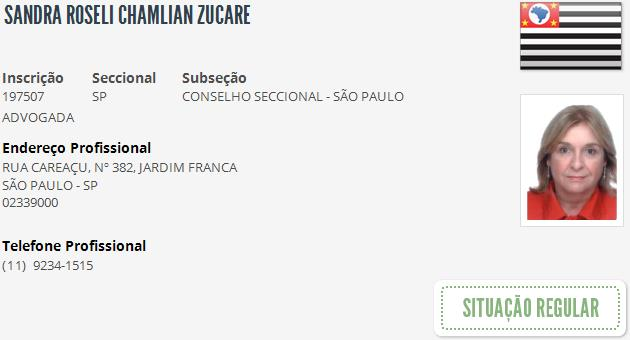 SANDRA ROSELI CHAMLIAN ZUCARE
Inscrição Seccional Subseção
197507 SP CONSELHO SECCIONAL - SÃO PAULO
ADVOGADA
Endereço Profissional
RUA CAREAÇU, Nº 382, JARDIM FRANCA
SÃO PAULO - SP
02339000
Telefone Profissional
(11) 9234-1515
SITUAÇÃO REGULAR